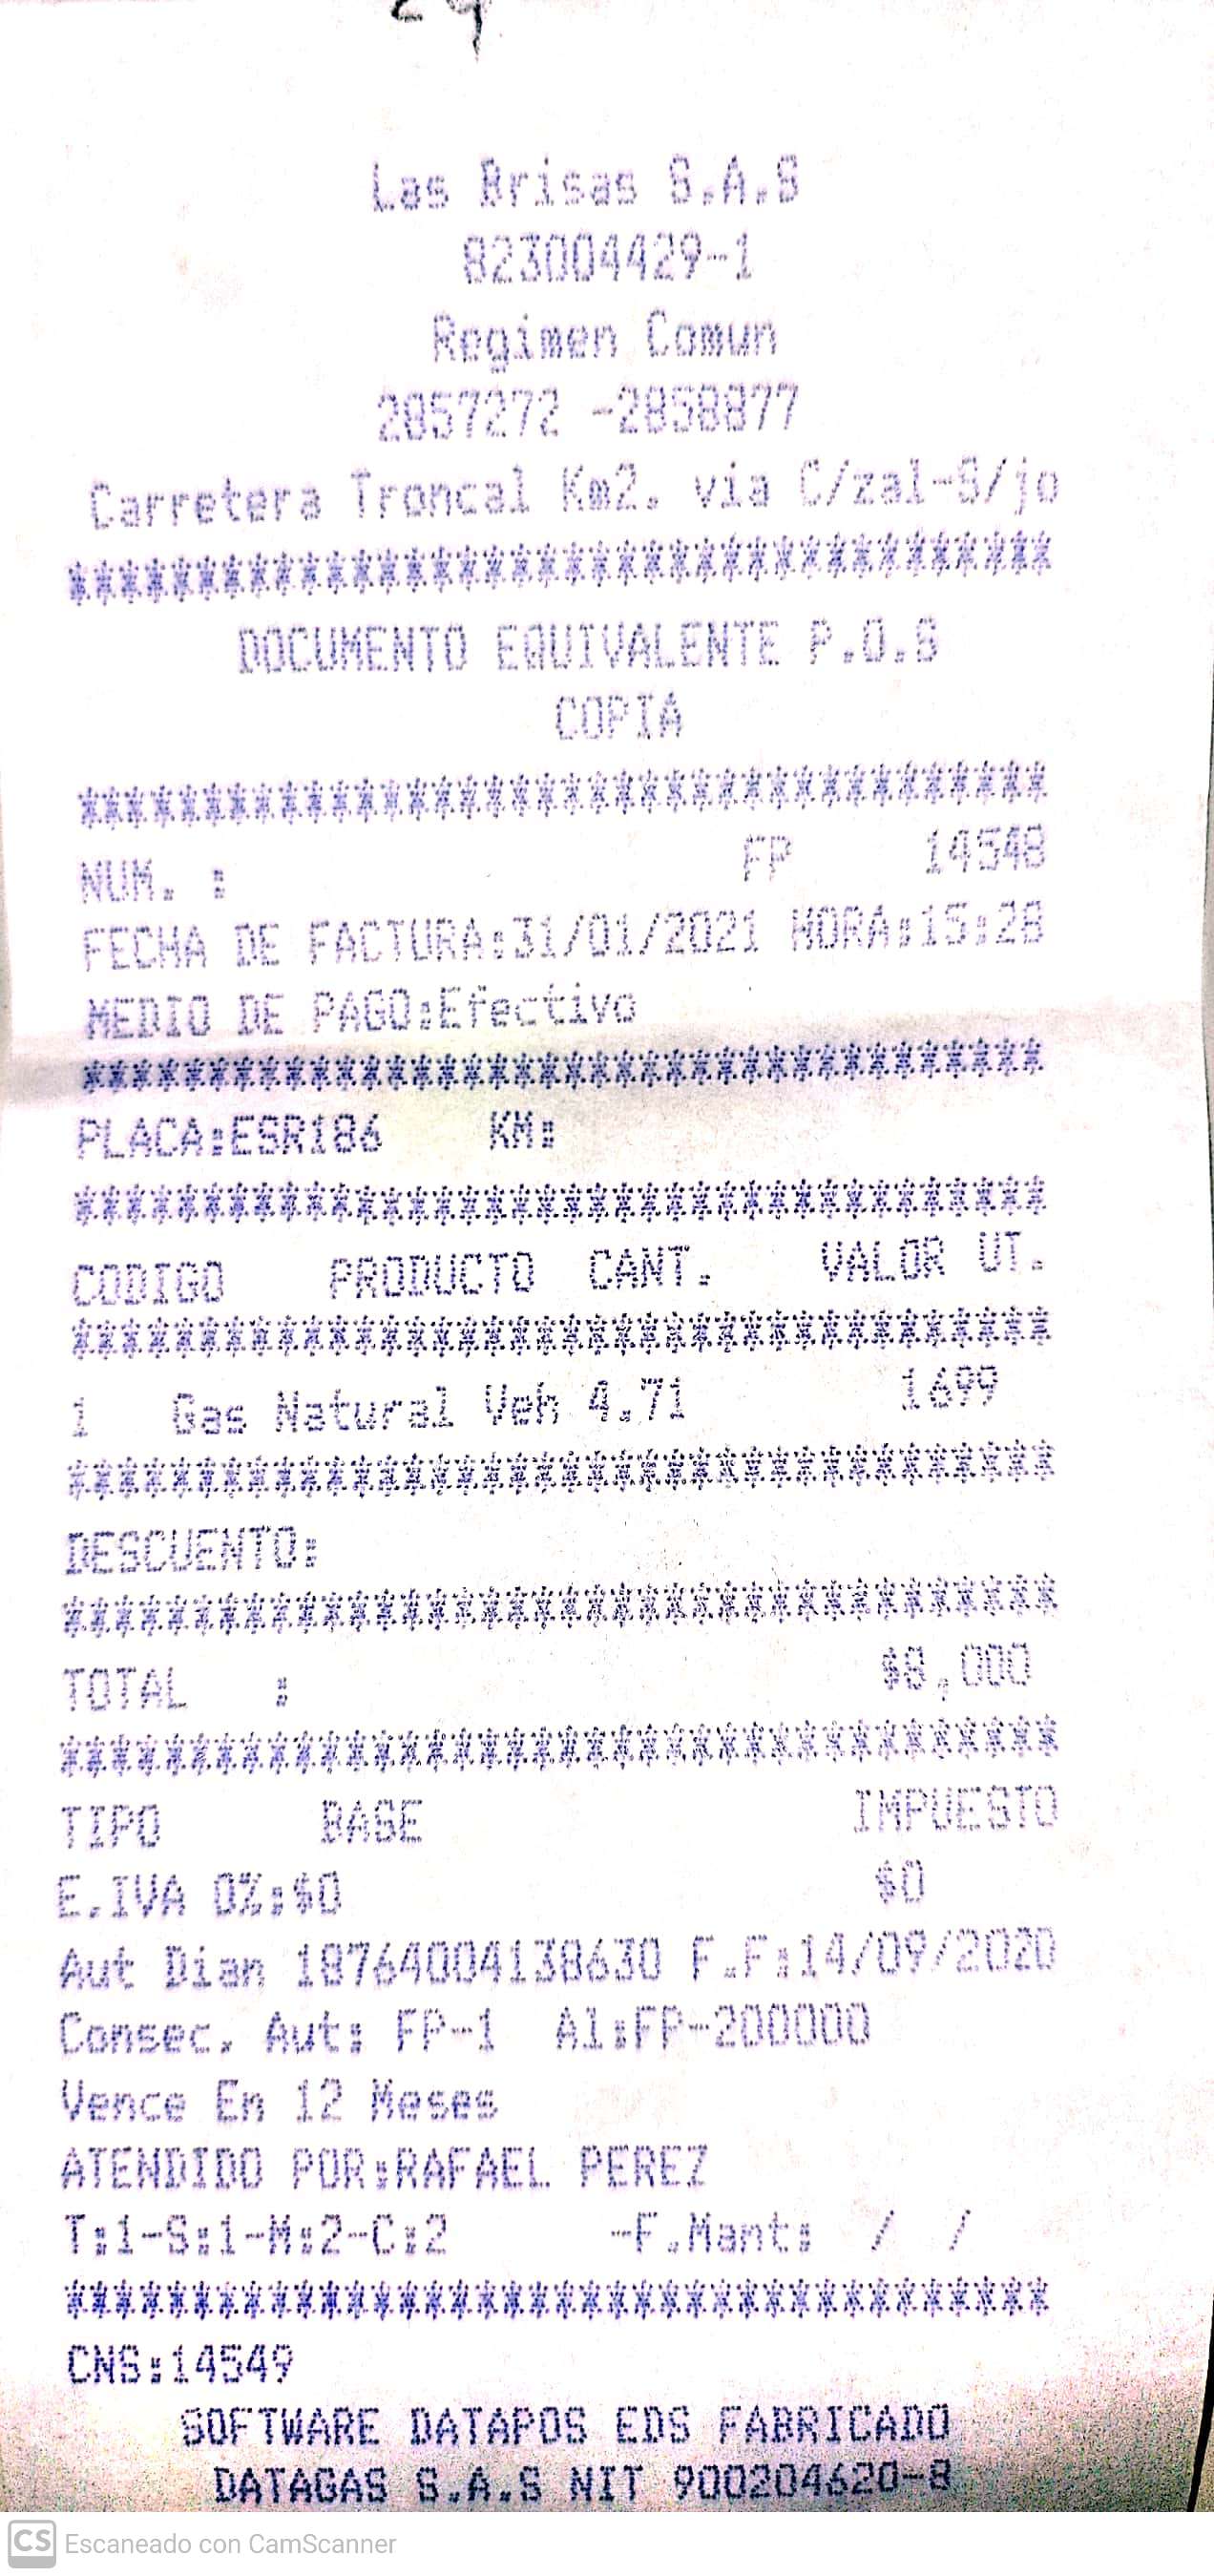 Las Brisas S.A.S
823004429-1
Regimen Comun
2857272 -2858877
Carretera Troncal Km2. via C/zal-S/jo
**************************************
DOCUMENTO EQUIVALENTE P.O.S
COPIA
**************************************
NUM. : FP 14548
FECHA DE FACTURA:31/01/2021 HORA:15:28
MEDIO DE PAGO:Efectivo
**************************************
PLACA:ESR186 KM:
**************************************
CODIGO PRODUCTO CANT. VALOR UT.
**************************************
1 Gas Natural Veh 4.71 1699
**************************************
DESCUENTO:
**************************************
TOTAL : $8,000
**************************************
TIPO BASE IMPUESTO
E.IVA 0%:$0 $0
Aut Dian 18764004138630 F.F:14/09/2020
Consec. Aut: FP-1 Al:FP-200000
Vence En 12 Meses
ATENDIDO POR:RAFAEL PEREZ
T:1-S:1-M:2-C:2 -F.Mant: / /
**************************************
CNS:14549
SOFTWARE DATAPOS EDS FABRICADO
DATAGAS S.A.S NIT 900204620-8
CS Escaneado con CamScanner